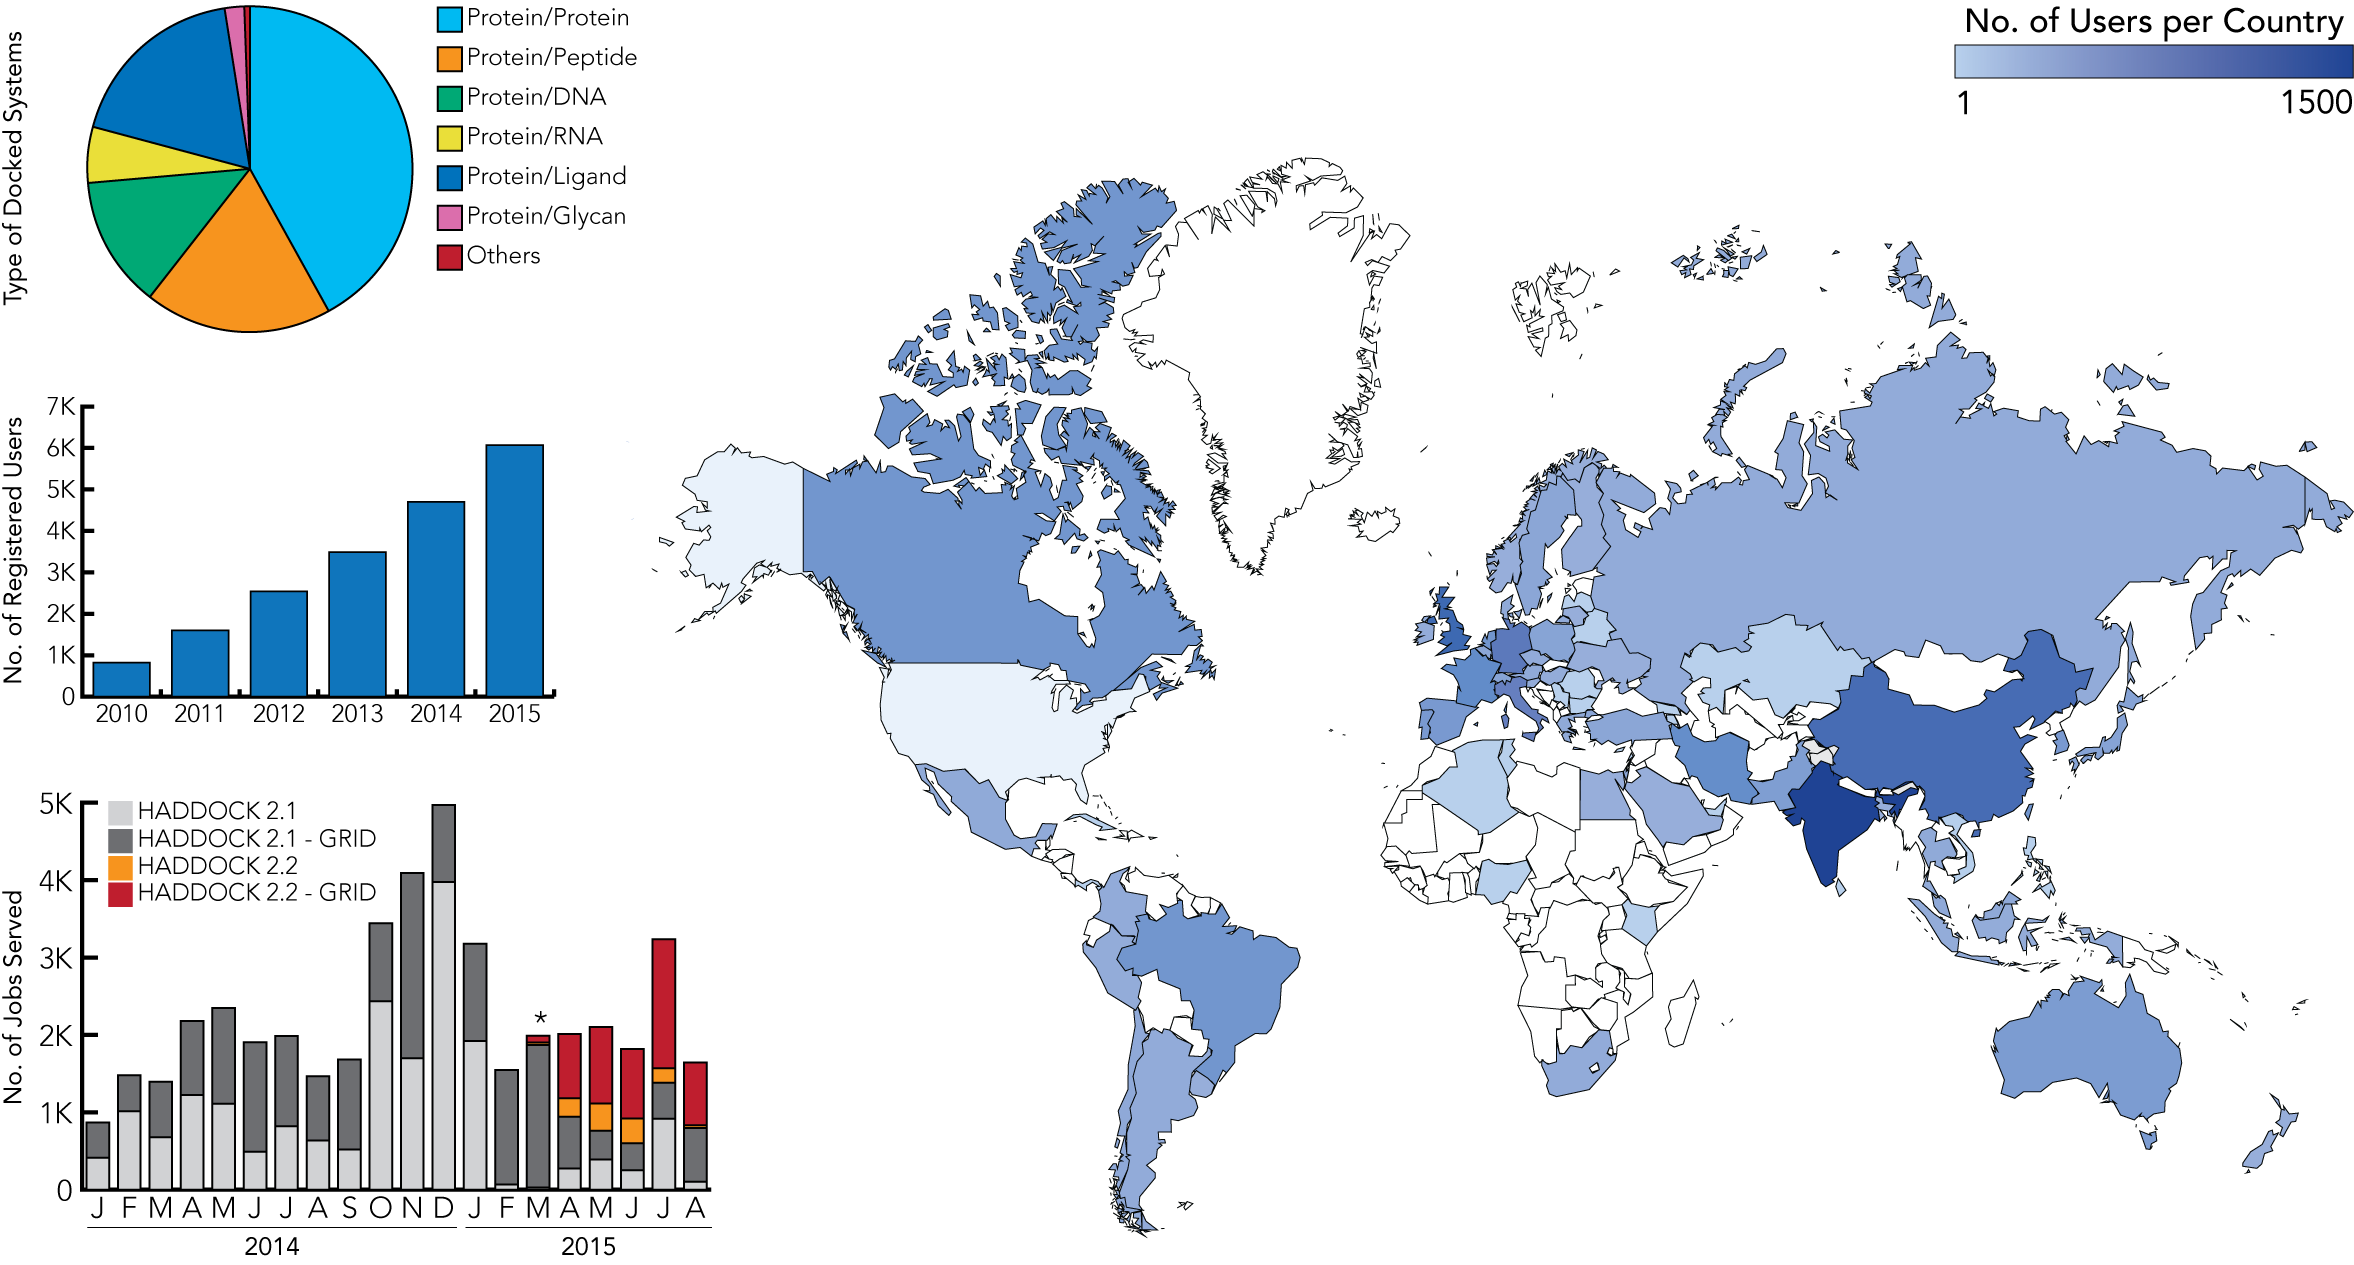 Type of Docked Systems
Protein/Protein
Protein/Peptide
Protein/DNA
Protein/RNA
Protein/Ligand
Protein/Glycan
Others
No. of Registered Users
7K
6K
5K
4K
3K
2K
1K
0
2010 2011 2012 2013 2014 2015
No. of Jobs Served
5K
4K
3K
2K
1K
0
HADDOCK 2.1
HADDOCK 2.1 - GRID
HADDOCK 2.2
HADDOCK 2.2 - GRID
*
J F M A M J J A S O N D J F M A M J J A
2014 2015
No. of Users per Country
1 1500